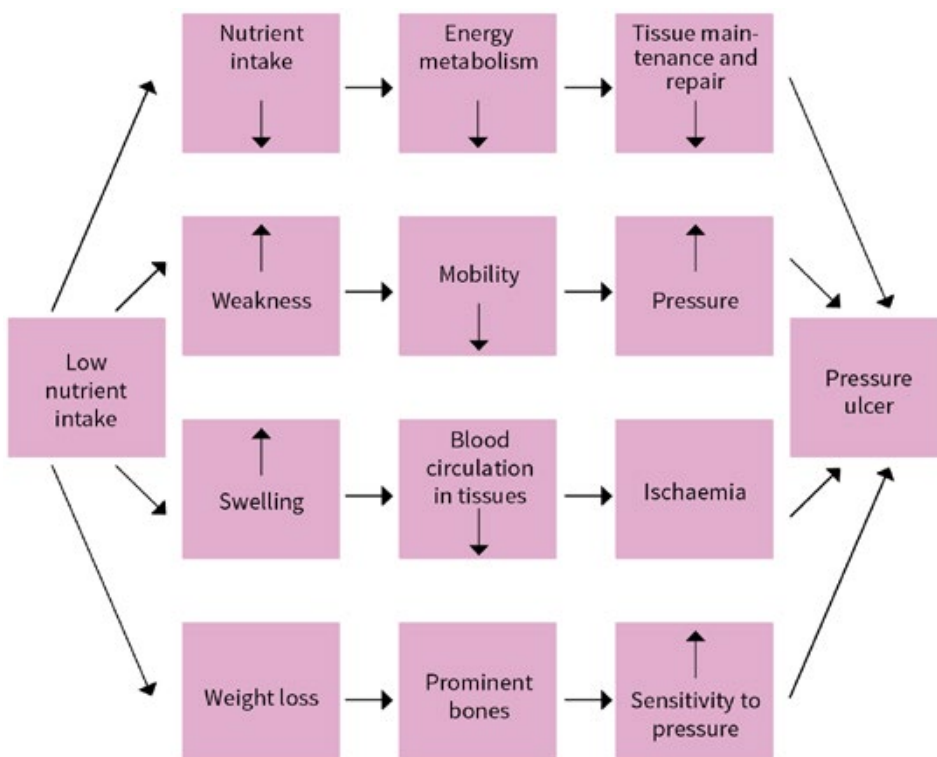 Nutrient
intake
Energy
metabolism
Tissue main-
tenance and
repair
Weakness
Mobility
Pressure
Low
nutrient
intake
Pressure
ulcer
Swelling
Blood
circulation
in tissues
Ischaemia
Weight loss
Prominent
bones
Sensitivity to
pressure